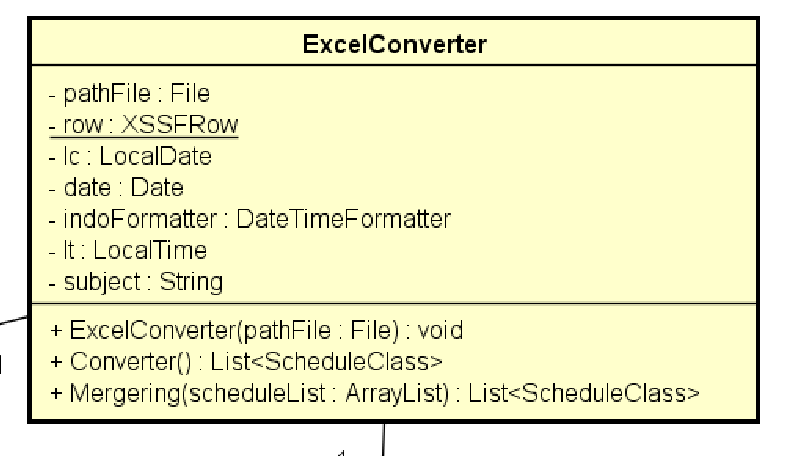 ExcelConverter
- pathFile : File
- row : XSSFRow
- lc : LocalDate
- date : Date
- indoFormatter : DateTimeFormatter
- lt : LocalTime
- subject : String
+ ExcelConverter(pathFile : File) : void
+ Converter() : List<ScheduleClass>
+ Mergering(scheduleList : ArrayList) : List<ScheduleClass>